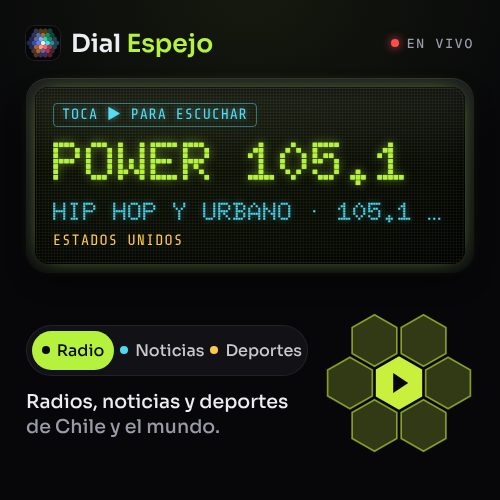 Dial Espejo
EN VIVO
TOCA ▶ PARA ESCUCHAR
POWER 105.1
HIP HOP Y URBANO · 105.1 …
ESTADOS UNIDOS
Radio Noticias Deportes
Radios, noticias y deportes
de Chile y el mundo.